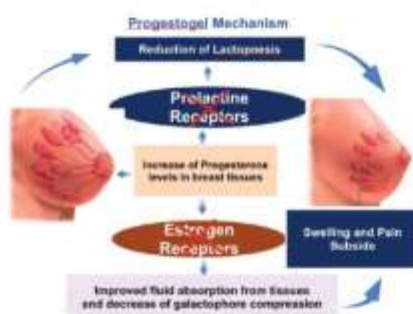 Progestogel Mechanism
Reduction of Lactopoesis
Prolactine
Receptors
Increase of Progesterone
levels in breast tissues
Estrogen
Receptors
Swelling and Pain
Subside
Improved fluid absorption from tissues
and decrease of galactophore compression